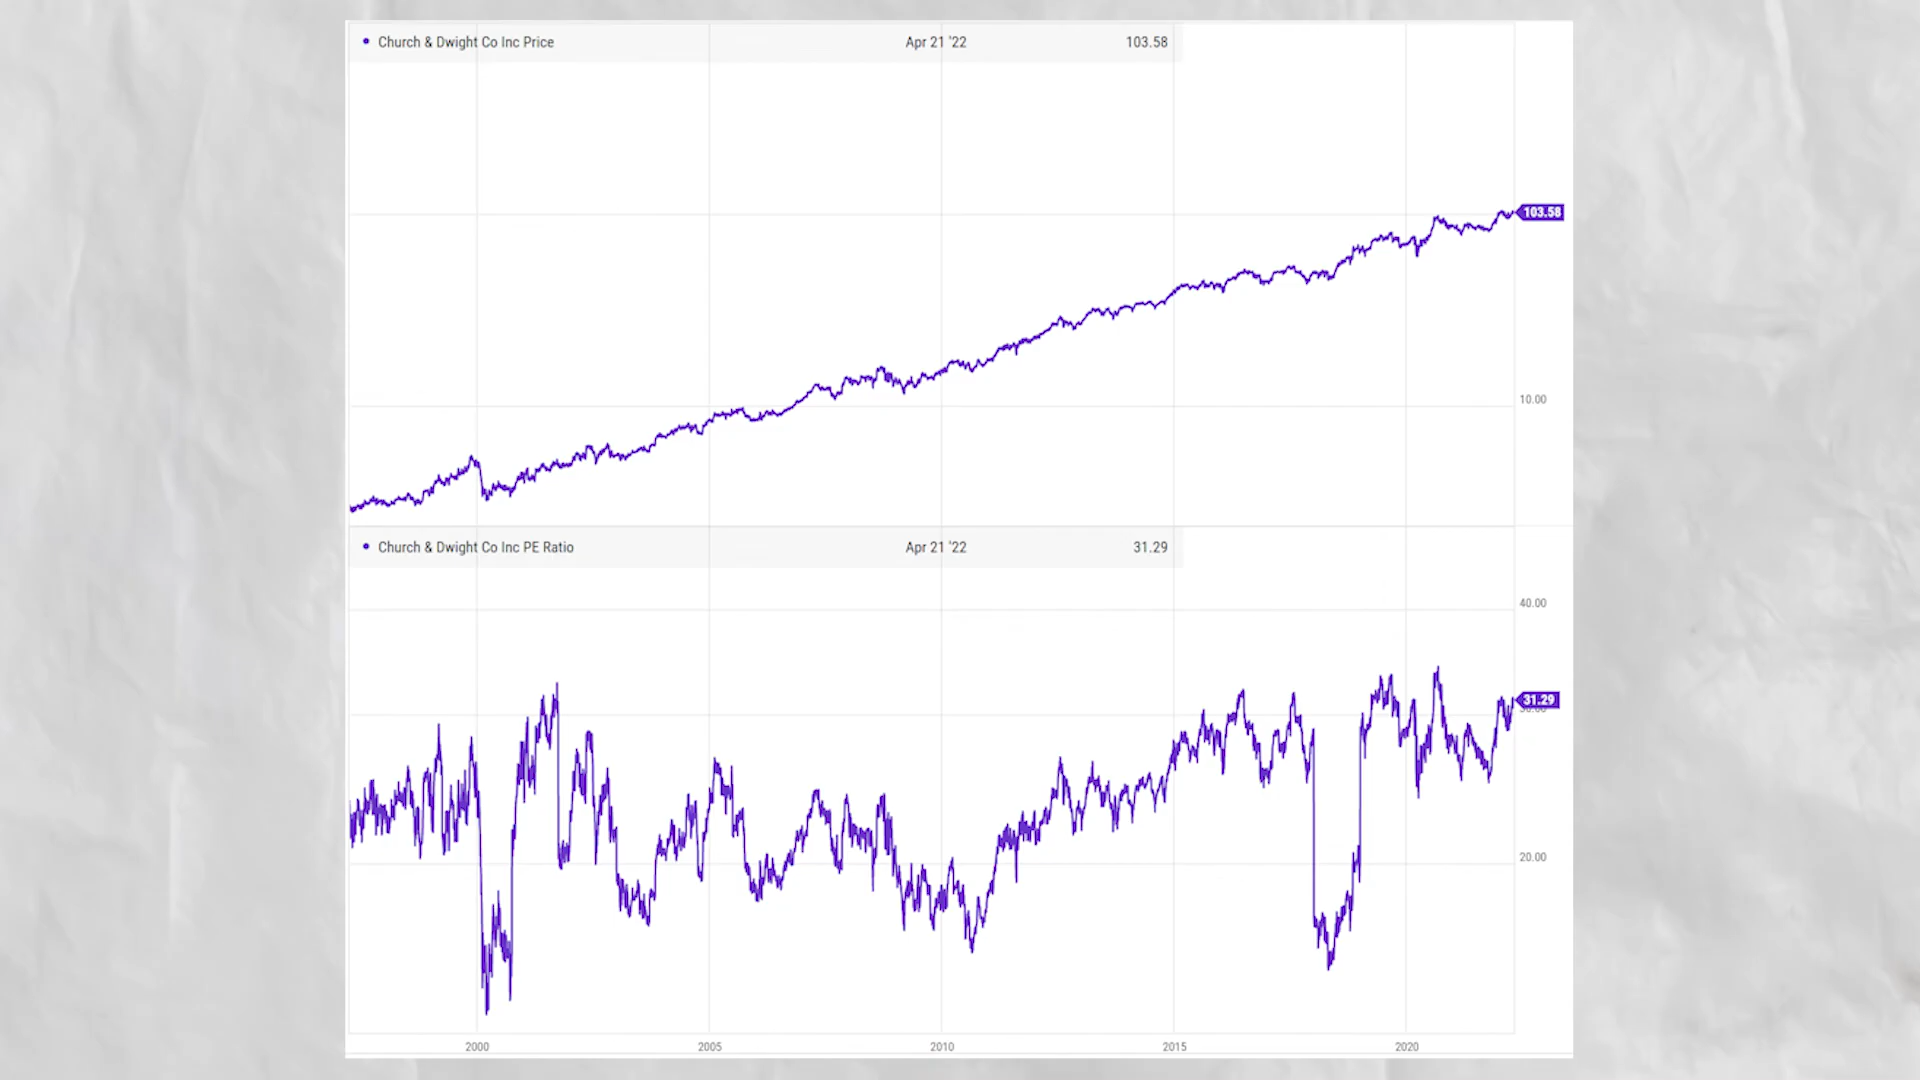 Church & Dwight Co Inc Price Apr 21 '22 103.58
103.58
10.00
Church & Dwight Co Inc PE Ratio Apr 21 '22 31.29
40.00
31.29
20.00
2000 2005 2010 2015 2020